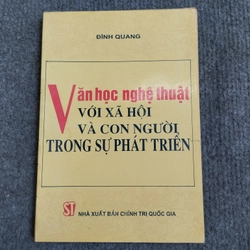 ĐÌNH QUANG
Văn học nghệ thuật
VỚI XÃ HỘI
VÀ CON NGƯỜI
TRONG SỰ PHÁT TRIỂN
ST NHÀ XUẤT BẢN CHÍNH TRỊ QUỐC GIA